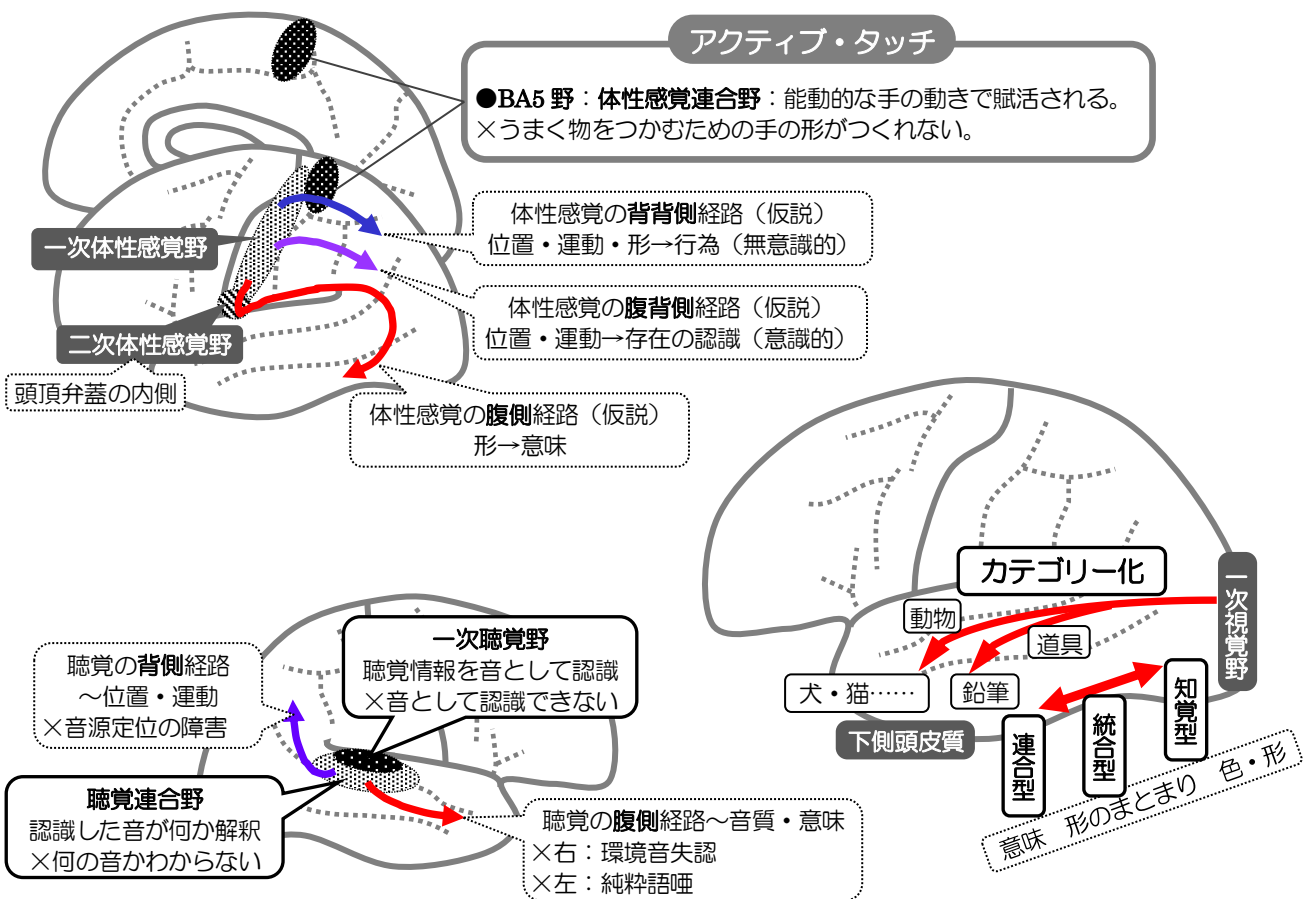 アクティブ・タッチ
●BA5 野：体性感覚連合野：能動的な手の動きで賦活される。
×うまく物をつかむための手の形がつくれない。
体性感覚の背背側経路（仮説）
位置・運動・形→行為（無意識的）
一次体性感覚野
体性感覚の腹背側経路（仮説）
位置・運動→存在の認識（意識的）
二次体性感覚野
頭頂弁蓋の内側
体性感覚の腹側経路（仮説）
形→意味
カテゴリー化
一次視覚野
動物
道具
犬・猫……
鉛筆
知覚型
統合型
連合型
下側頭皮質
意味　形のまとまり　色・形
一次聴覚野
聴覚情報を音として認識
×音として認識できない
聴覚の背側経路
～位置・運動
×音源定位の障害
聴覚連合野
認識した音が何か解釈
×何の音かわからない
聴覚の腹側経路～音質・意味
×右：環境音失認
×左：純粋語唖